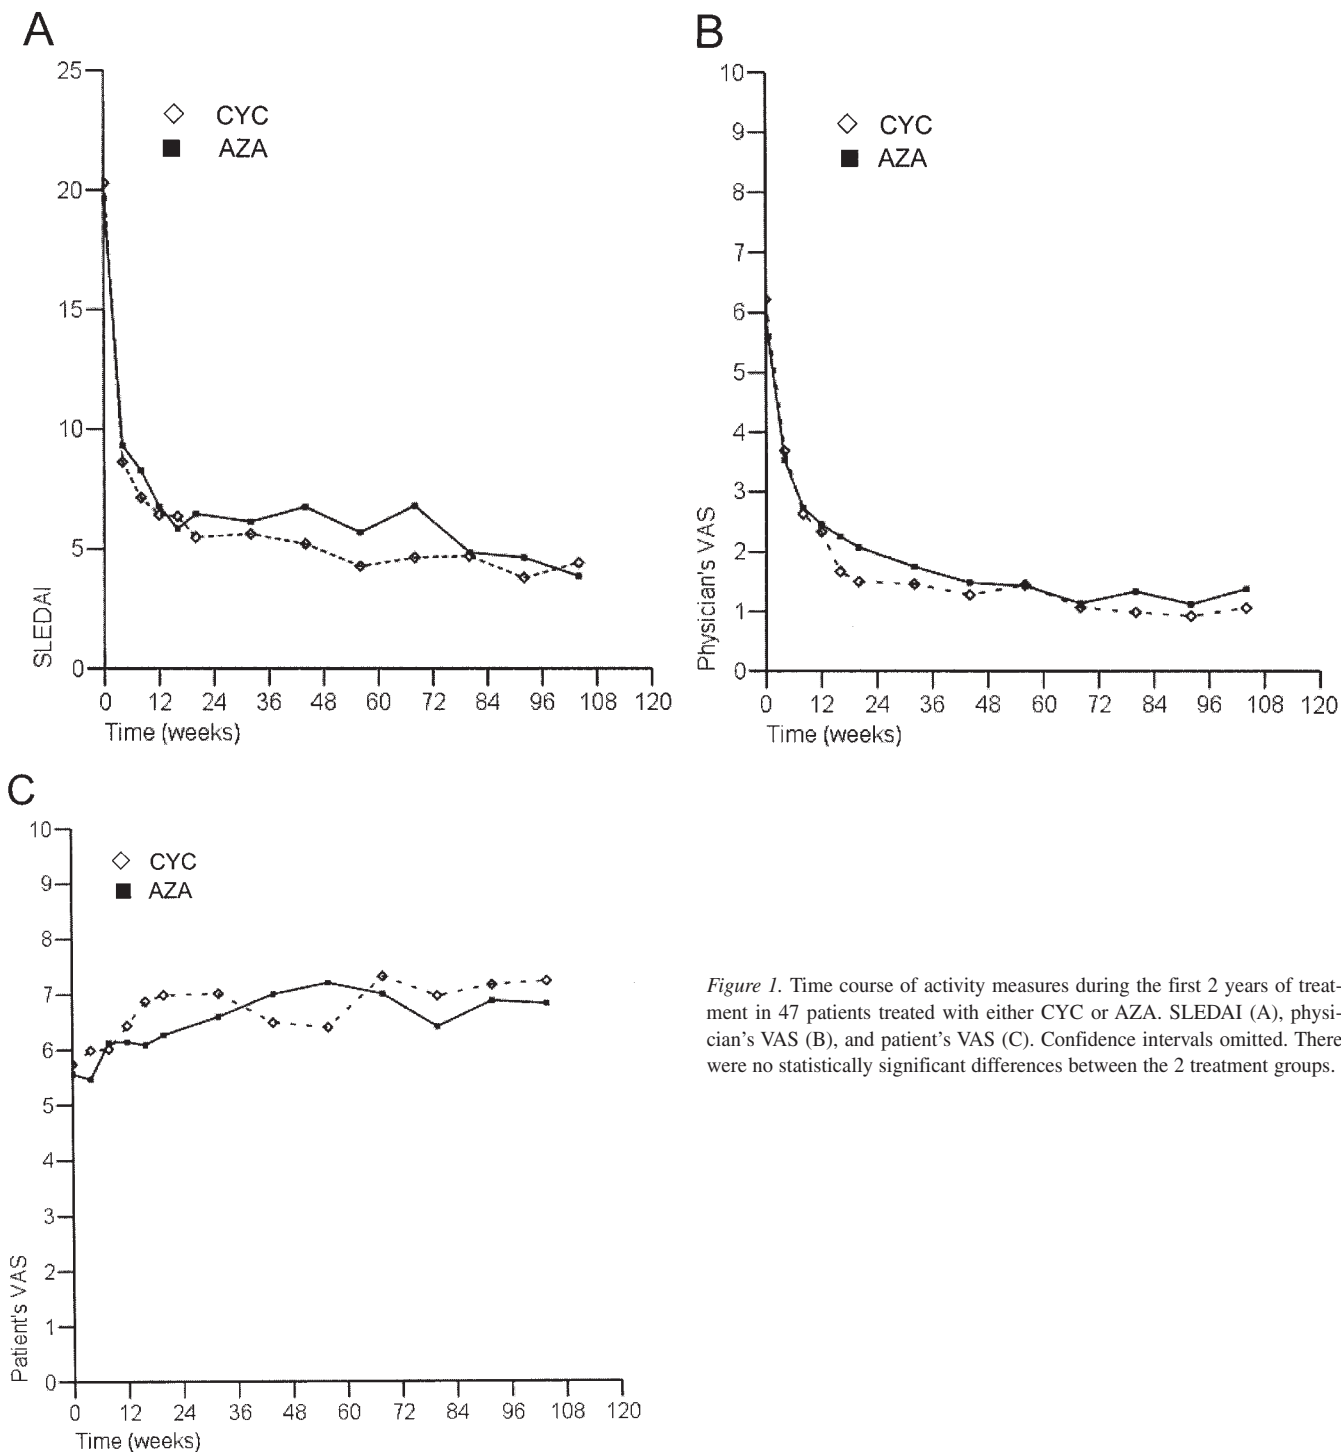 A
25
20
15
10
5
0
SLEDAI
CYC
AZA
0 12 24 36 48 60 72 84 96 108 120
Time (weeks)
B
10
9
8
7
6
5
4
3
2
1
0
Physician's VAS
CYC
AZA
0 12 24 36 48 60 72 84 96 108 120
Time (weeks)
C
10
9
8
7
6
5
4
3
2
1
0
Patient's VAS
CYC
AZA
0 12 24 36 48 60 72 84 96 108 120
Time (weeks)
Figure 1. Time course of activity measures during the first 2 years of treat-
ment in 47 patients treated with either CYC or AZA. SLEDAI (A), physi-
cian's VAS (B), and patient's VAS (C). Confidence intervals omitted. There
were no statistically significant differences between the 2 treatment groups.